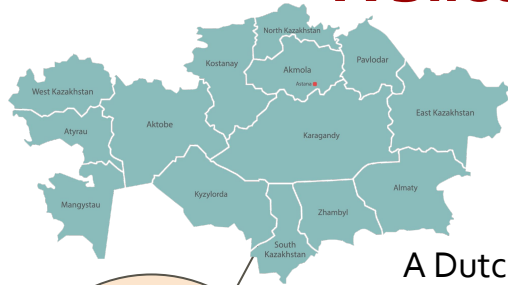 North Kazakhstan
Kostanay
Akmola
Pavlodar
Astana
West Kazakhstan
East Kazakhstan
Aktobe
Atyrau
Karagandy
Almaty
Kyzylorda
Mangystau
Zhambyl
South
Kazakhstan
A Dutc